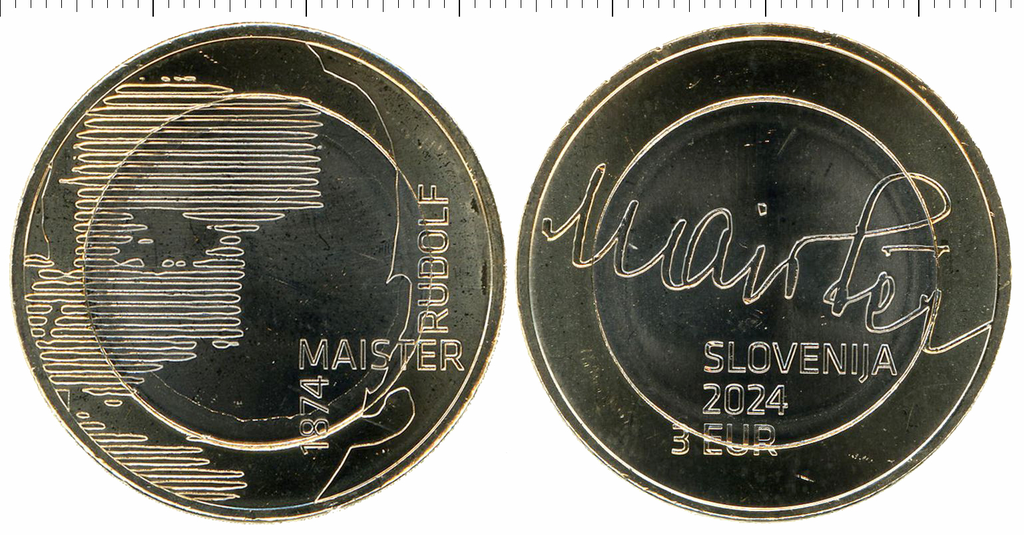 RUDOLF
MAISTER
1874
Maister
SLOVENIJA
2024
3 EUR